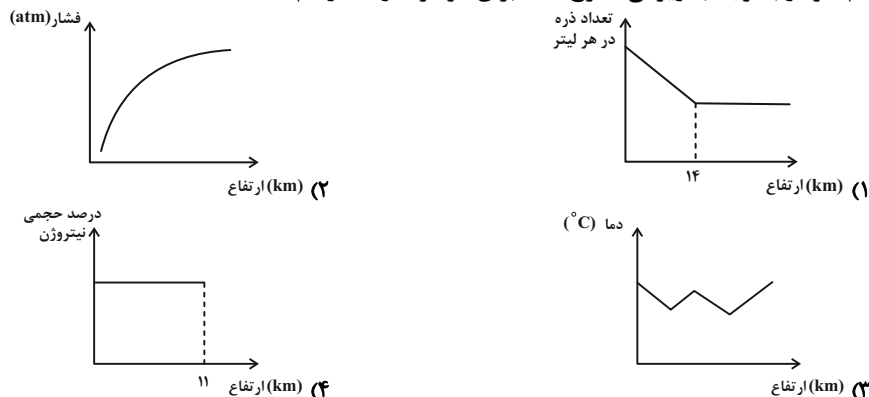 تعداد ذره
در هر لیتر
۱۴
ارتفاع (km) (۱
فشار (atm)
ارتفاع (km) (۲
دما (°C)
ارتفاع (km) (۳
درصد حجمی
نیتروژن
۱۱
ارتفاع (km) (۴